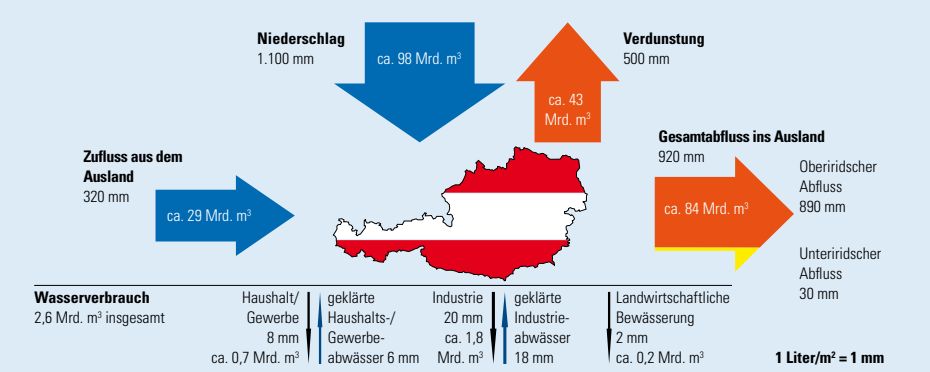 Niederschlag
1.100 mm
ca. 98 Mrd. m³
Verdunstung
500 mm
ca. 43
Mrd. m³
Zufluss aus dem
Ausland
320 mm
ca. 29 Mrd. m³
Gesamtabfluss ins Ausland
920 mm
ca. 84 Mrd. m³
Oberiridscher
Abfluss
890 mm
Unteriridscher
Abfluss
30 mm
Wasserverbrauch
2,6 Mrd. m³ insgesamt
Haushalt/
Gewerbe
8 mm
ca. 0,7 Mrd. m³
geklärte
Haushalts-/
Gewerbe-
abwässer 6 mm
Industrie
20 mm
ca. 1,8
Mrd. m³
geklärte
Industrie-
abwässer
18 mm
Landwirtschaftliche
Bewässerung
2 mm
ca. 0,2 Mrd. m³
1 Liter/m² = 1 mm